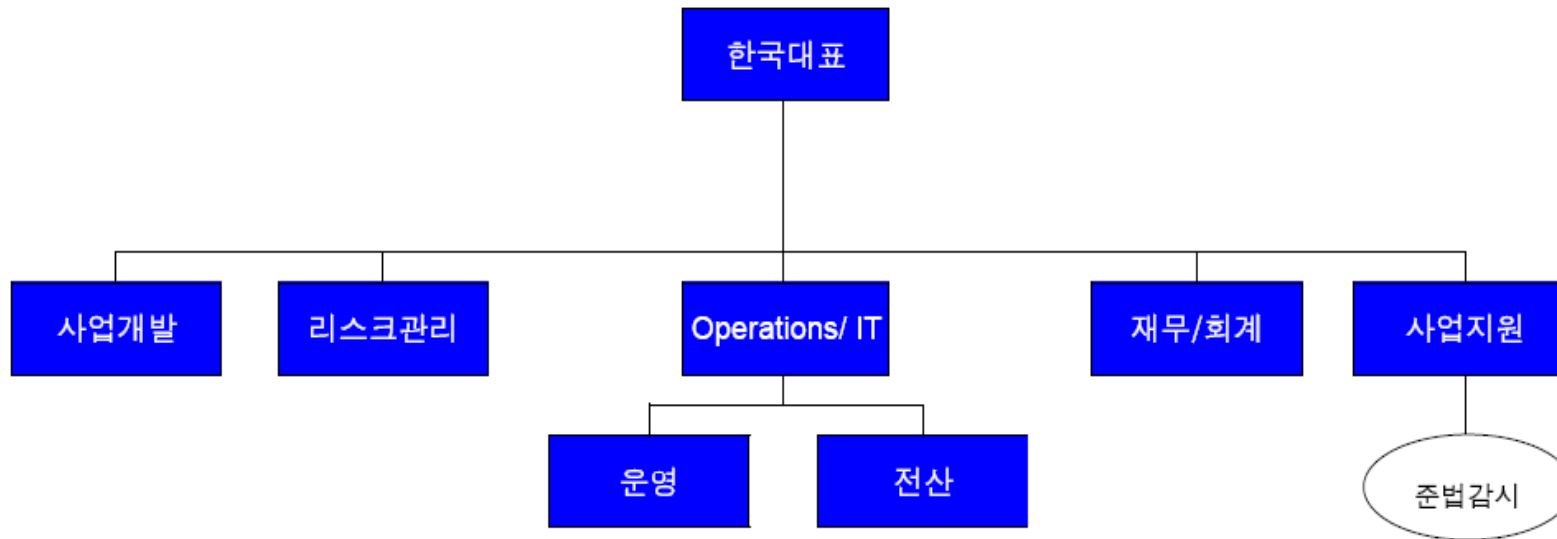 한국대표
사업개발
리스크관리
Operations/ IT
재무/회계
사업지원
운영
전산
준법감시